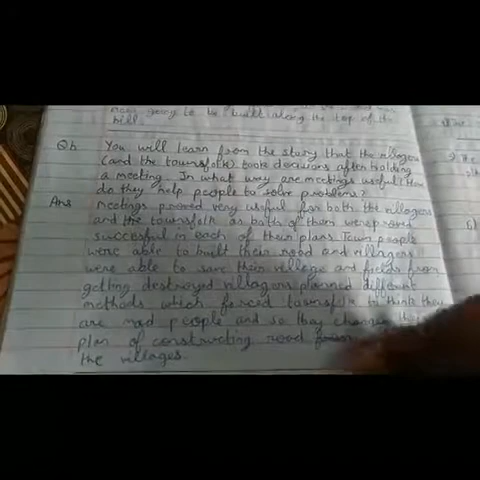 going to be built along the top of the
hill.
Q4. You will learn from the story that the villagers
(and the townsfolk) took decisions after holding
a meeting. In what way are meetings useful? How
do they help people to solve problems?
Ans Meetings proved very useful for both the villagers
and the townsfolk as both of them were proved
successful in each of their plans Town people
were able to built their road and villagers
were able to save their village and fields from
getting destroyed villagers planned different
methods which forced townsfolk to think they
are mad people and so they change
plan of constructing road
the villages.
The
6)